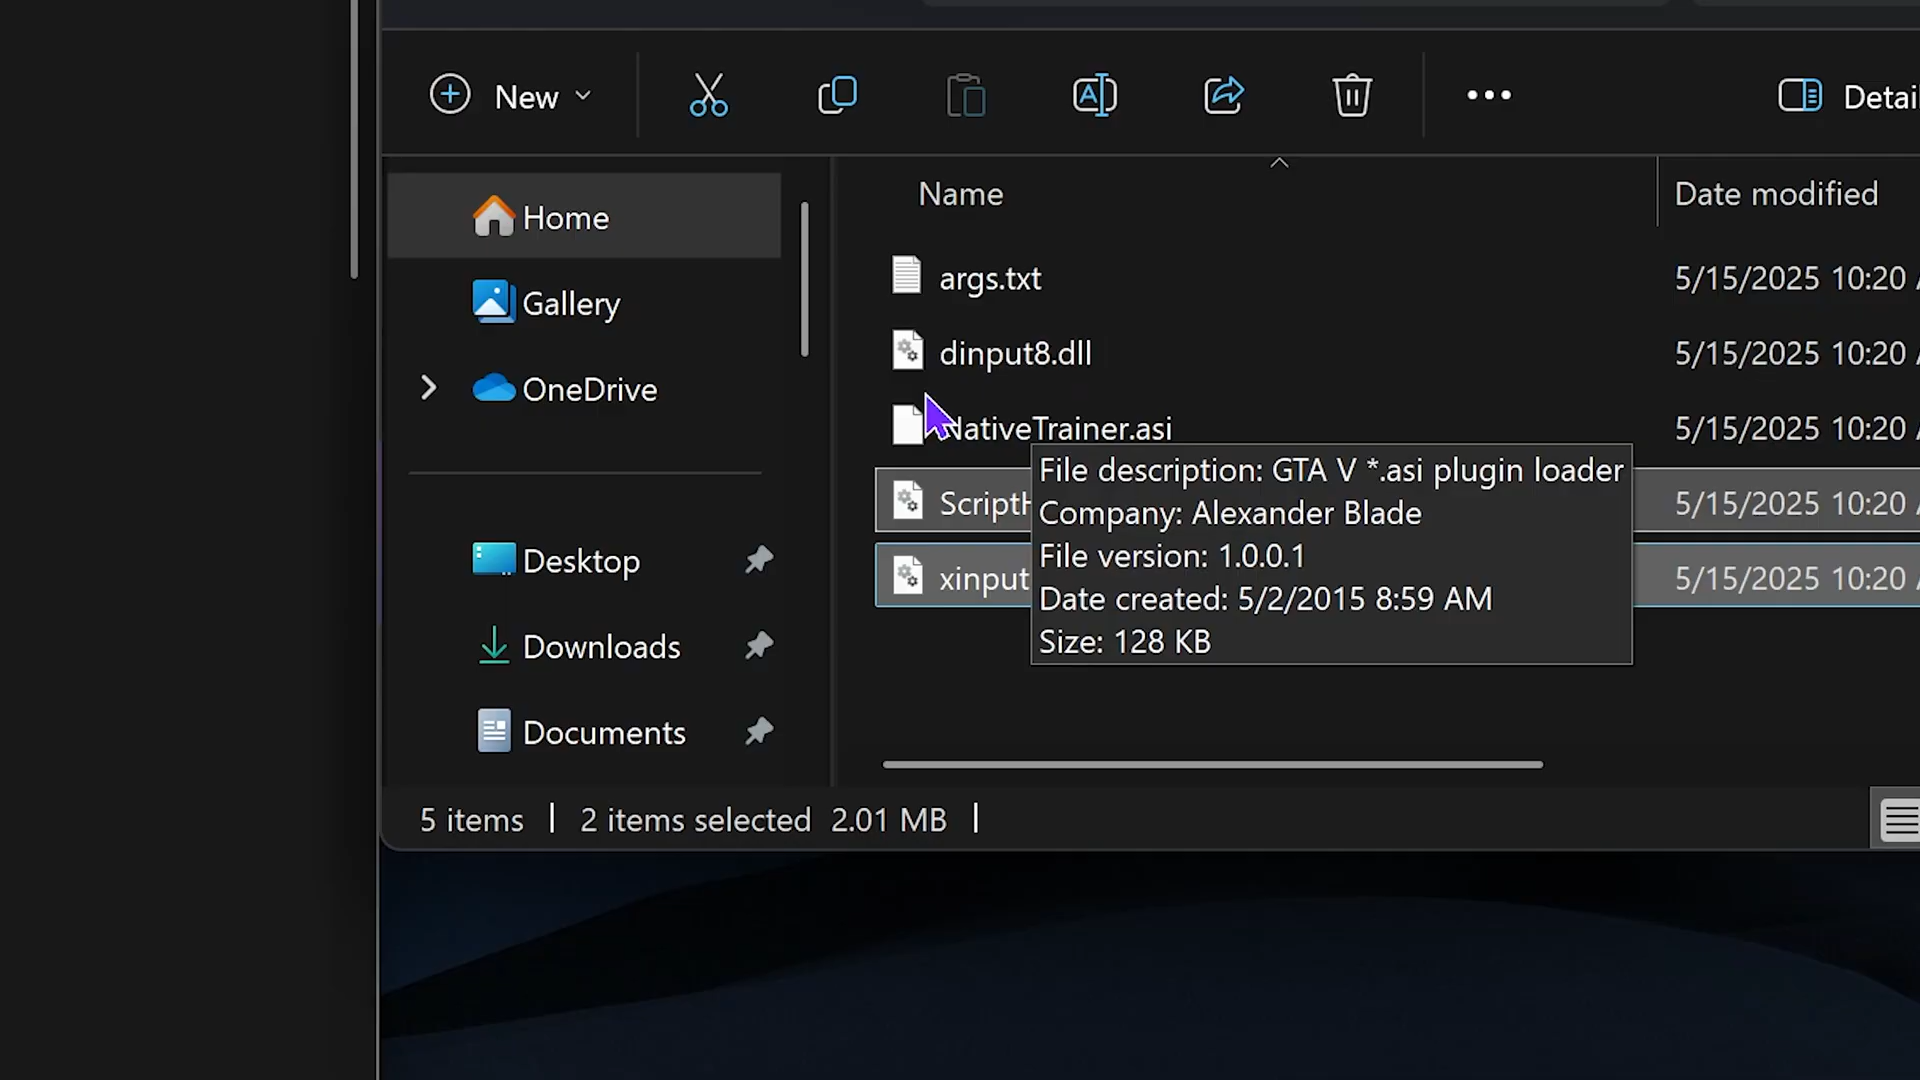 New
Detai
Name
Date modified
Home
Gallery
OneDrive
Desktop
Downloads
Documents
args.txt
5/15/2025 10:20
dinput8.dll
5/15/2025 10:20
NativeTrainer.asi
5/15/2025 10:20
Script
5/15/2025 10:20
xinput
5/15/2025 10:20
File description: GTA V *.asi plugin loader
Company: Alexander Blade
File version: 1.0.0.1
Date created: 5/2/2015 8:59 AM
Size: 128 KB
5 items
2 items selected 2.01 MB